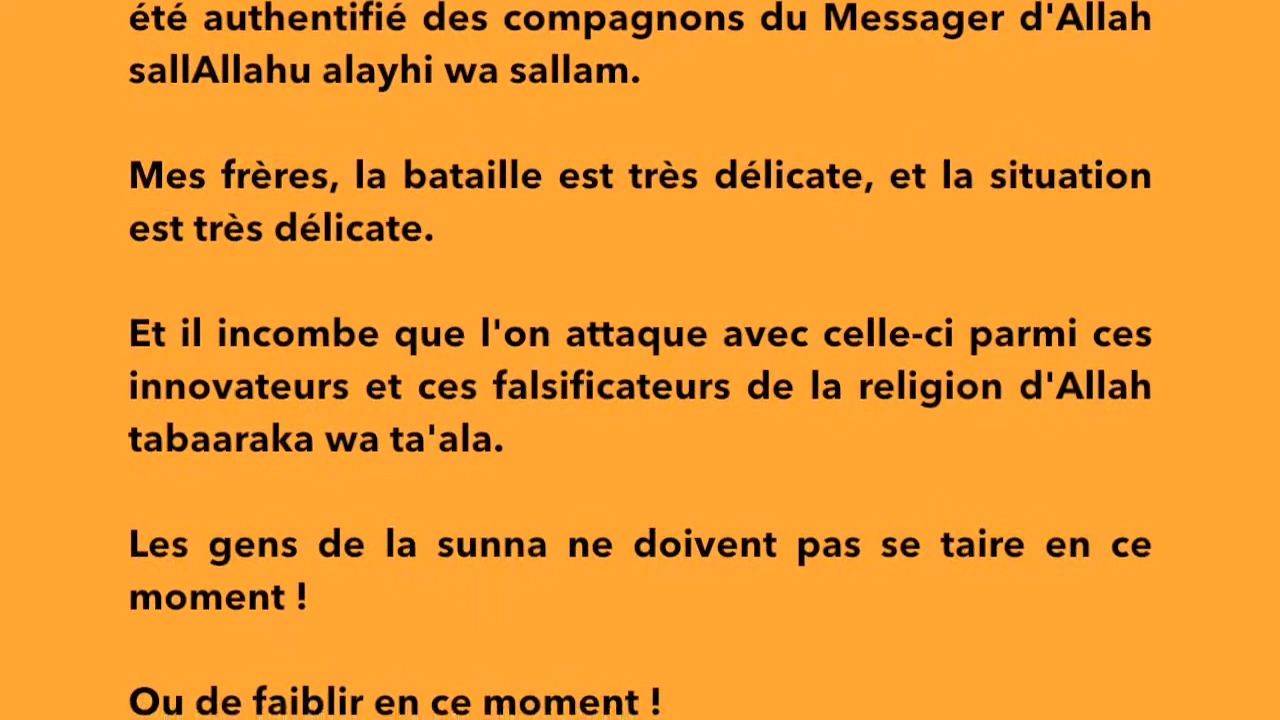 été authentifié des compagnons du Messager d'Allah
sallAllahu alayhi wa sallam.
Mes frères, la bataille est très délicate, et la situation
est très délicate.
Et il incombe que l'on attaque avec celle-ci parmi ces
innovateurs et ces falsificateurs de la religion d'Allah
tabaaraka wa ta'ala.
Les gens de la sunna ne doivent pas se taire en ce
moment !
Ou de faiblir en ce moment !